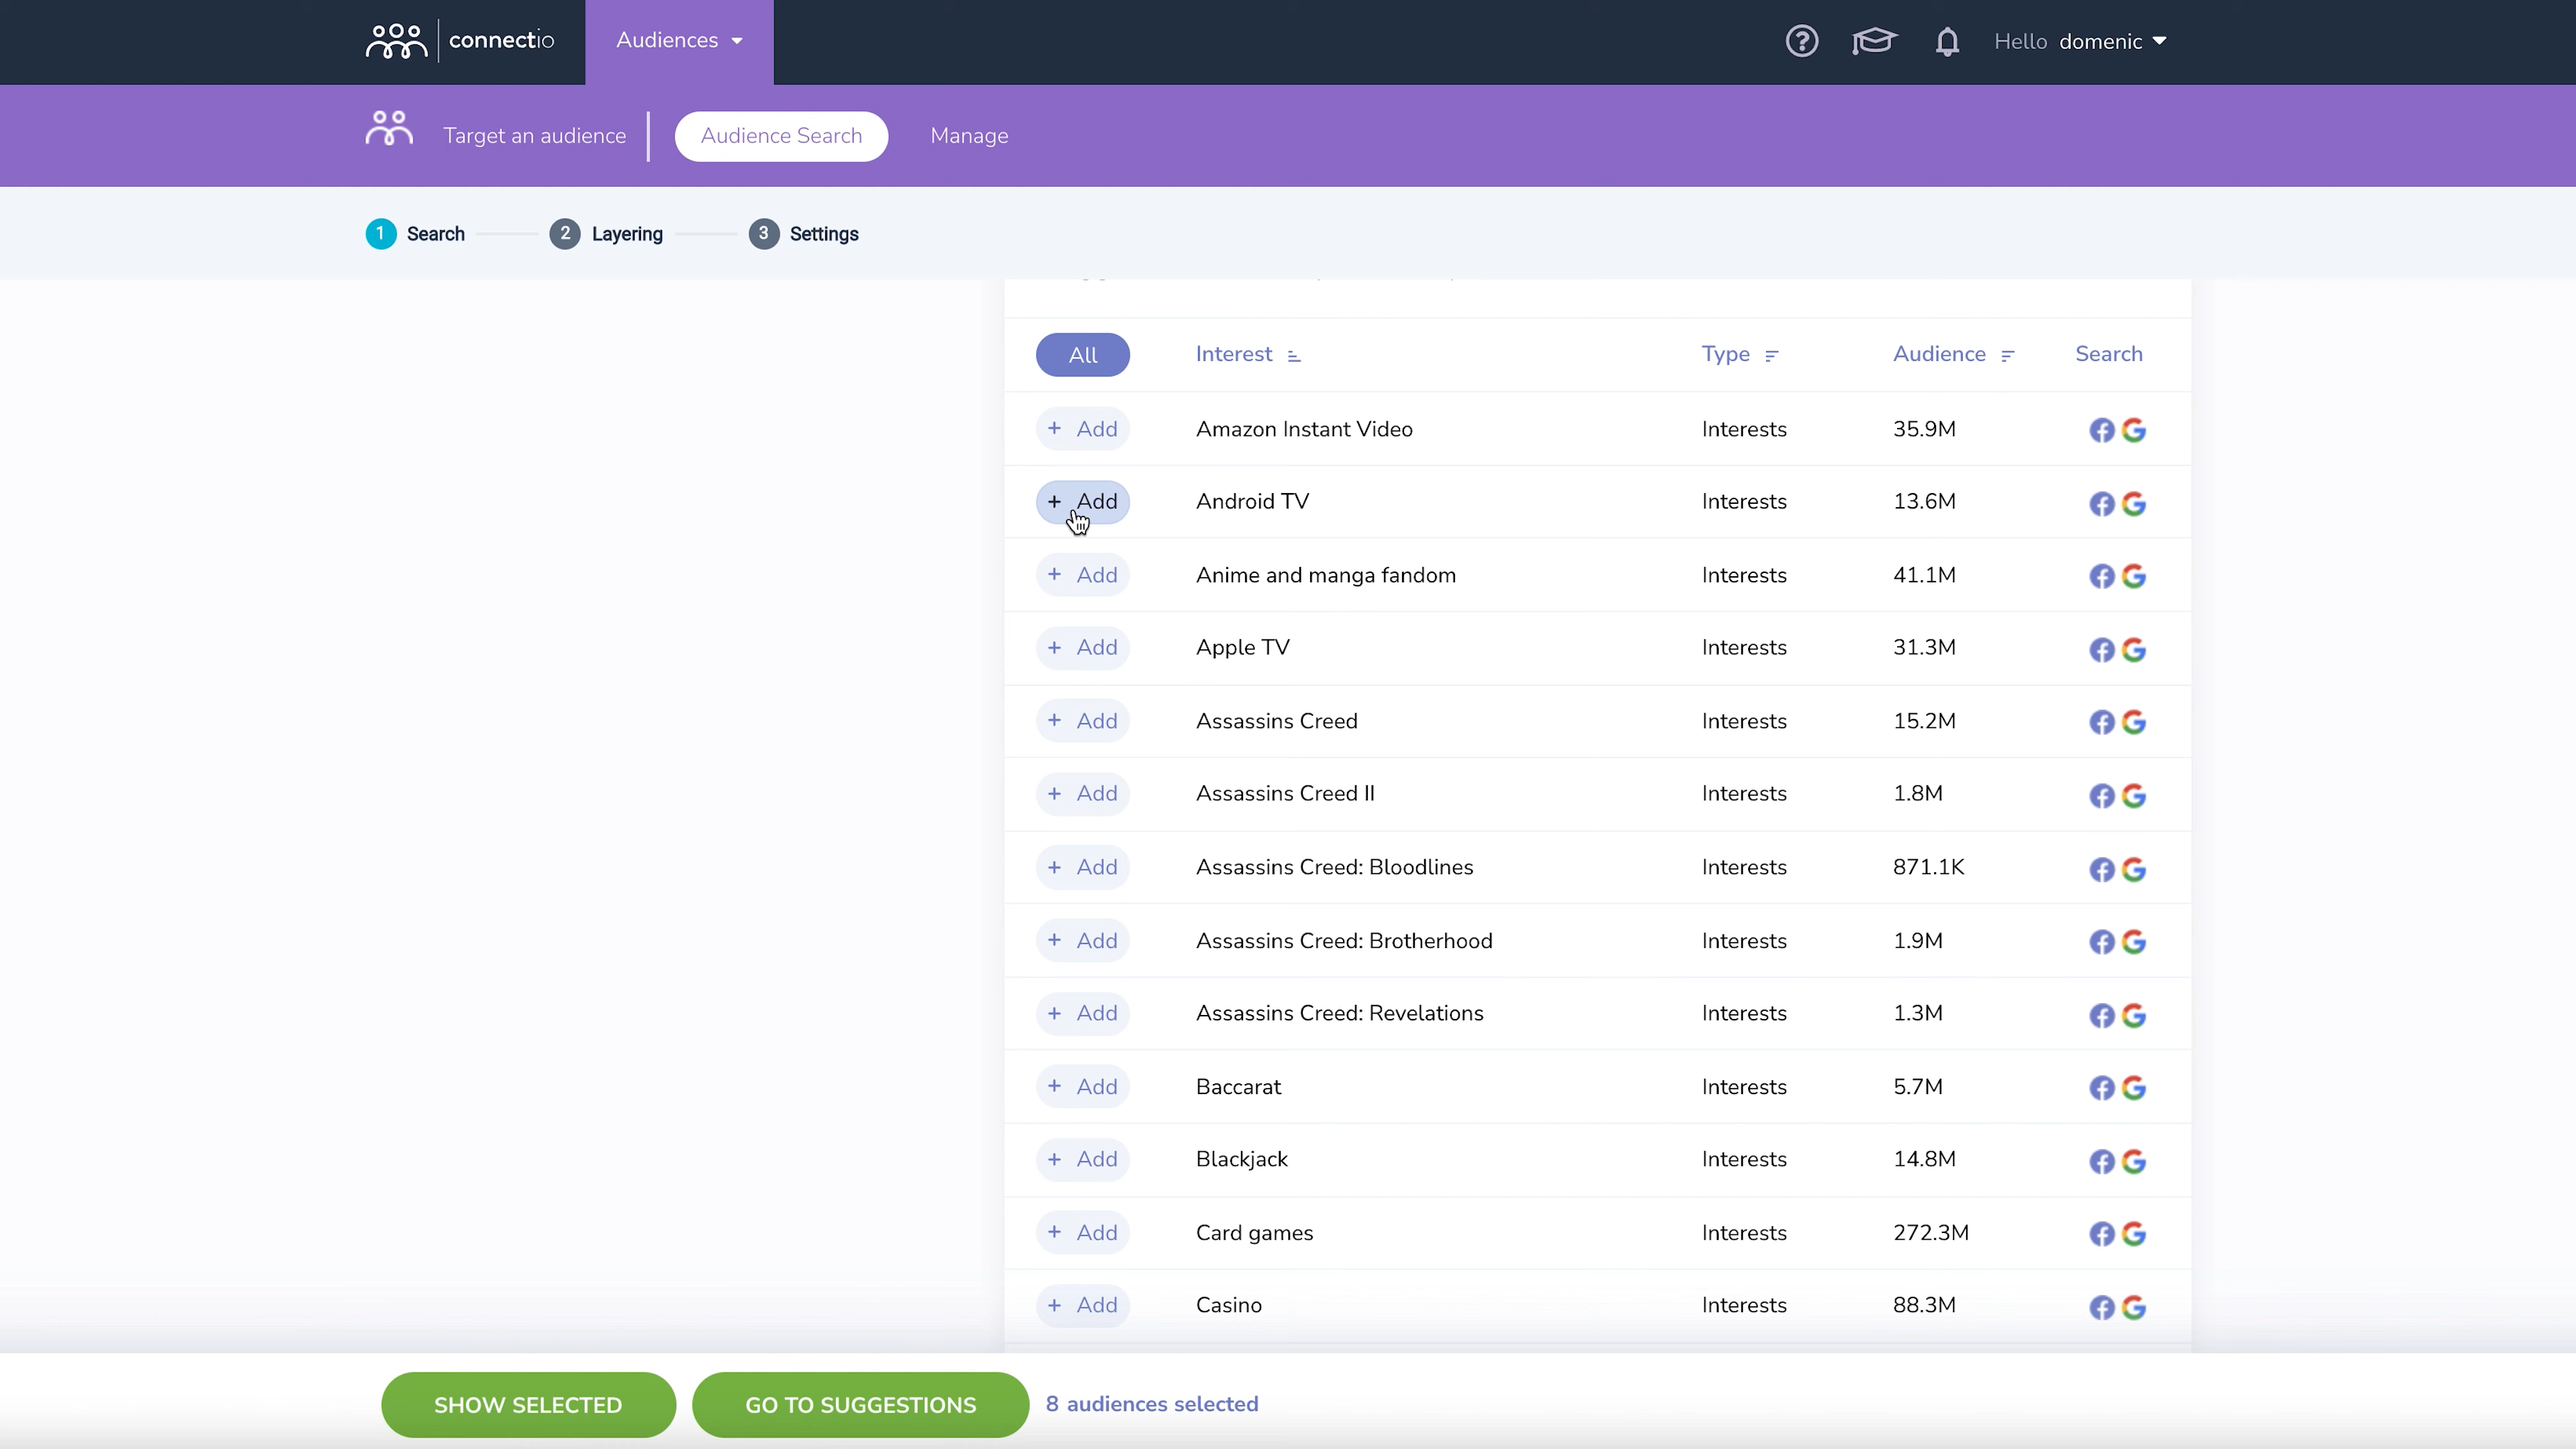 connectio Audiences Hello domenic
Target an audience Audience Search Manage
1 Search 2 Layering 3 Settings
All Interest Type Audience Search
+ Add Amazon Instant Video Interests 35.9M
+ Add Android TV Interests 13.6M
+ Add Anime and manga fandom Interests 41.1M
+ Add Apple TV Interests 31.3M
+ Add Assassins Creed Interests 15.2M
+ Add Assassins Creed II Interests 1.8M
+ Add Assassins Creed: Bloodlines Interests 871.1K
+ Add Assassins Creed: Brotherhood Interests 1.9M
+ Add Assassins Creed: Revelations Interests 1.3M
+ Add Baccarat Interests 5.7M
+ Add Blackjack Interests 14.8M
+ Add Card games Interests 272.3M
+ Add Casino Interests 88.3M
SHOW SELECTED GO TO SUGGESTIONS 8 audiences selected